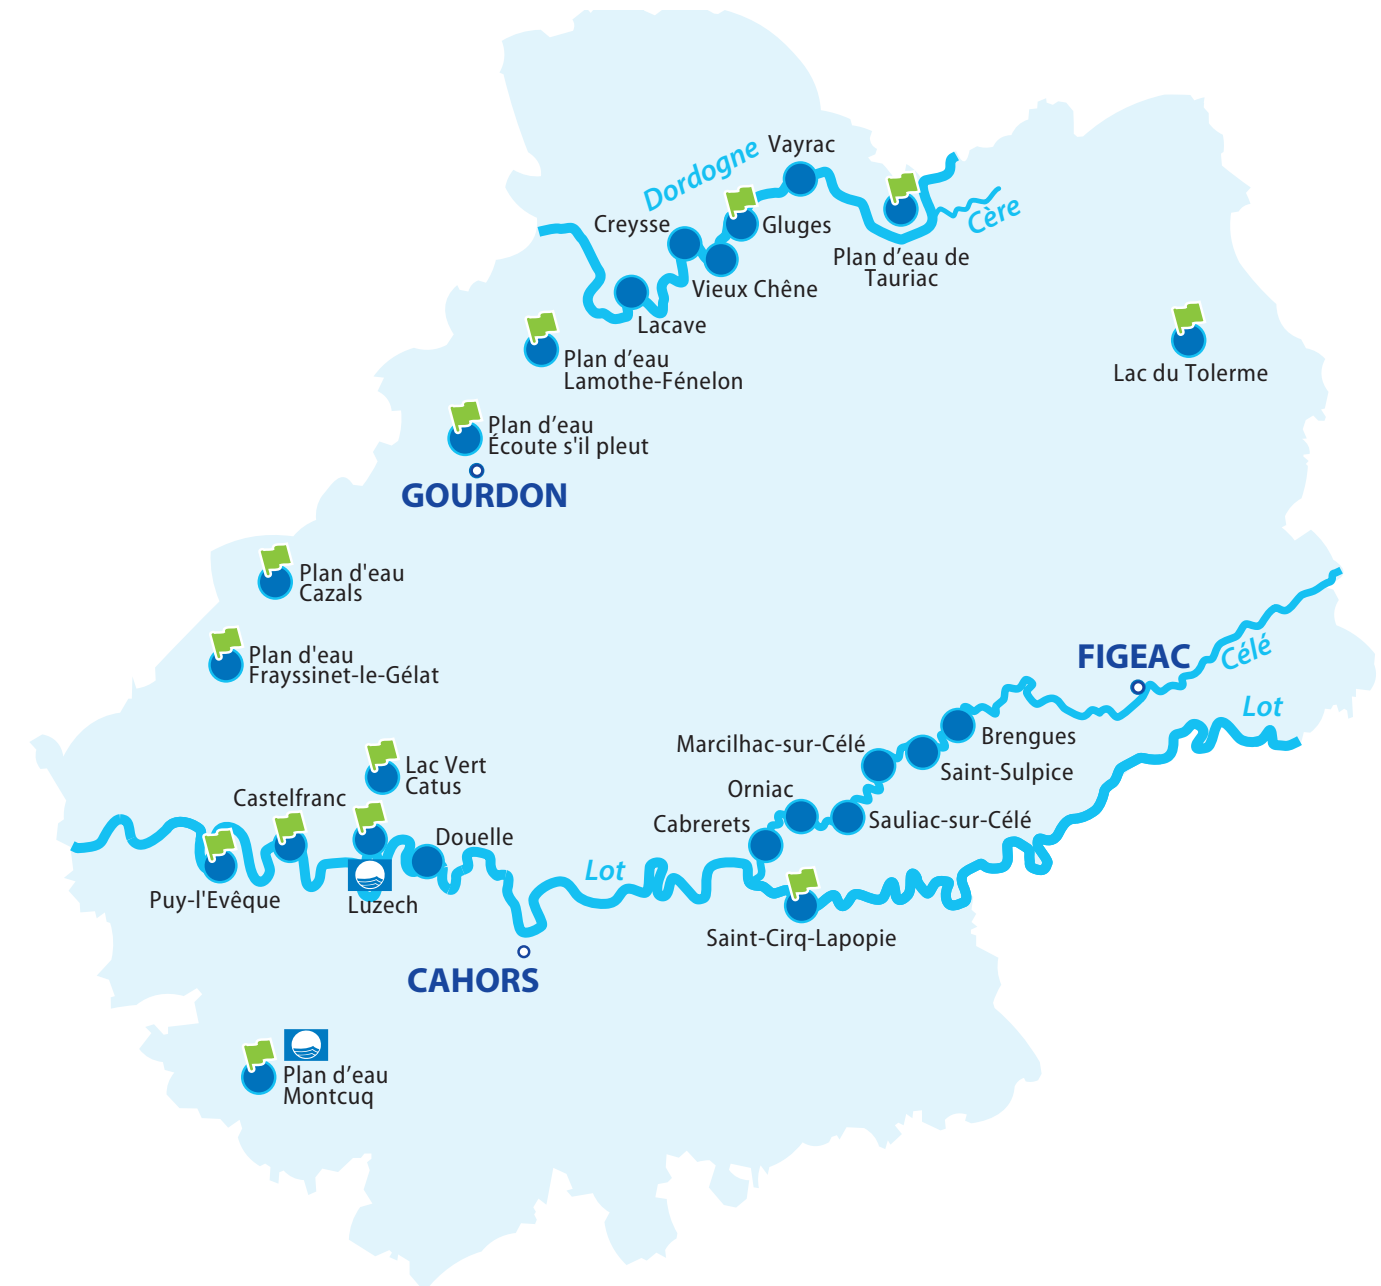 Vayrac
Dordogne
Creysse
Gluges
Cère
Plan d’eau de
Tauriac
Vieux Chêne
Lacave
Plan d’eau
Lamothe-Fénelon
Lac du Tolerme
Plan d’eau
Écoute s'il pleut
GOURDON
Plan d'eau
Cazals
Plan d'eau
Frayssinet-le-Gélat
FIGEAC
Célé
Lot
Brengues
Marcilhac-sur-Célé
Saint-Sulpice
Lac Vert
Catus
Orniac
Castelfranc
Sauliac-sur-Célé
Cabrerets
Douelle
Lot
Puy-l'Evêque
Luzech
Saint-Cirq-Lapopie
CAHORS
Plan d’eau
Montcuq